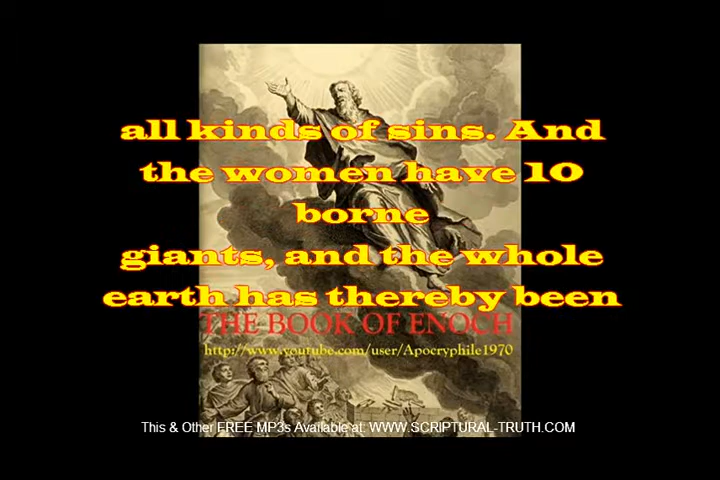 all kinds of sins. And
the women have 10
borne
giants, and the whole
earth has thereby been
THE BOOK OF ENOCH
http://www.youtube.com/user/Apocryphile1970
This & Other FREE MP3s Available at: WWW.SCRIPTURAL-TRUTH.COM